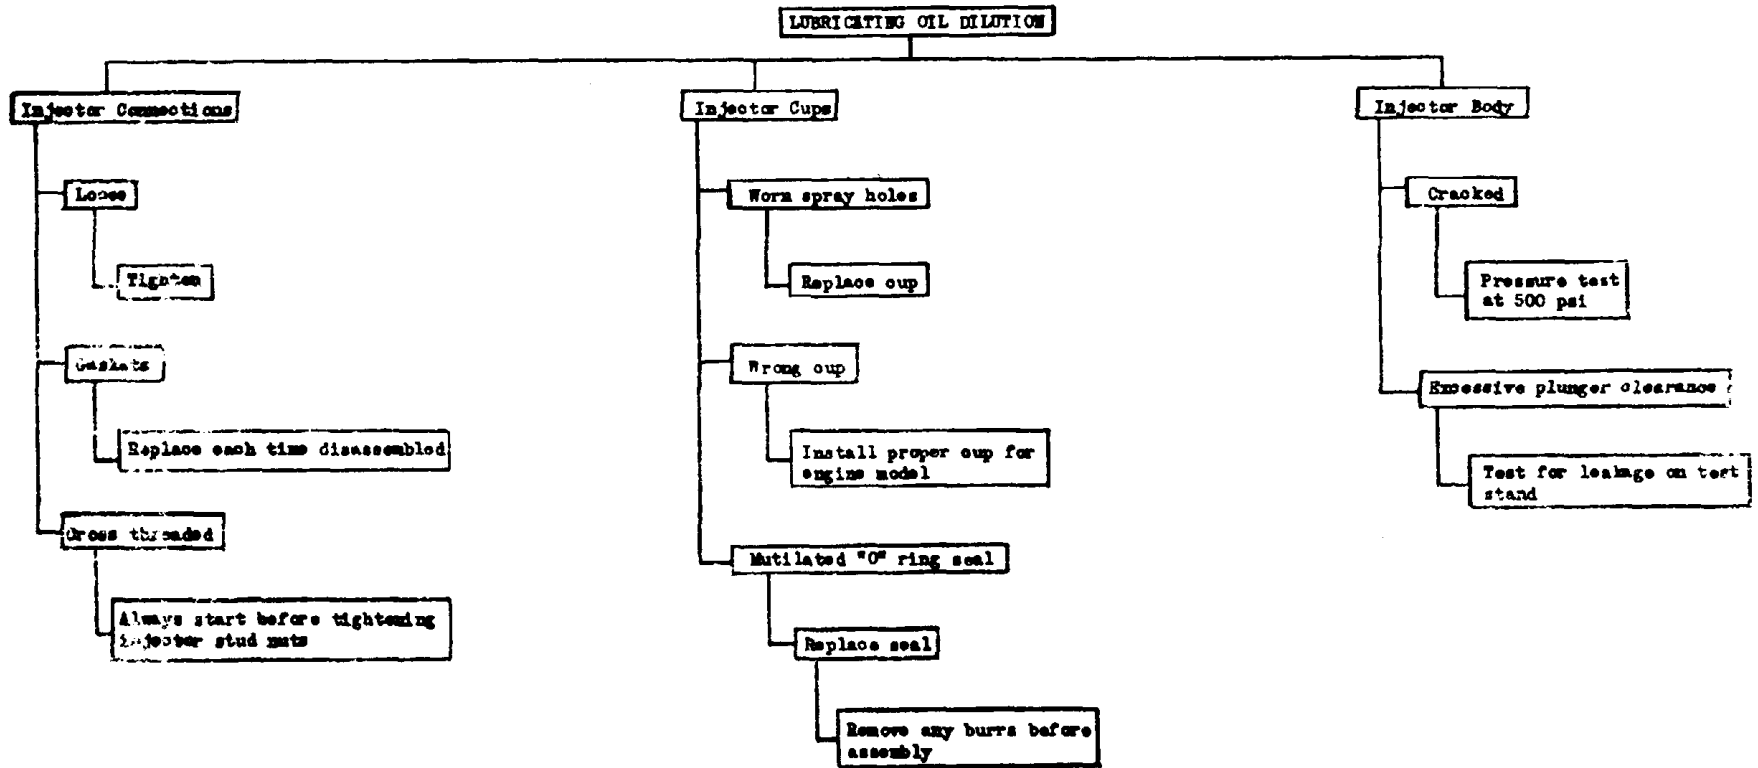 LUBRICATING OIL DILUTION
Injector Connections
Loose
Tighten
Gaskets
Replace each time disassembled
Cross threaded
Always start before tightening
injector stud nuts
Injector Cups
Worn spray holes
Replace cup
Wrong cup
Install proper cup for
engine model
Mutilated "O" ring seal
Replace seal
Remove any burrs before
assembly
Injector Body
Cracked
Pressure test
at 500 psi
Excessive plunger clearance
Test for leakage on test
stand